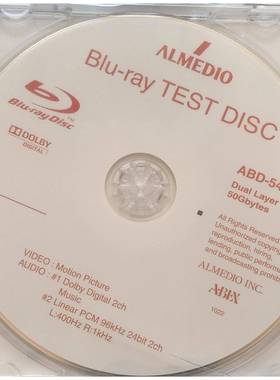 ALMEDIO
Blu-ray TEST DISC
Blu-ray Disc
DOLBY
DIGITAL
ABD-54
Dual Layer
50Gbytes
All Rights Reserved.
Unauthorized copying
reproduction, hiring,
lending, public performance
and broadcasting prohibited
ALMEDIO INC.
ABEX
VIDEO : Motion Picture
AUDIO : #1 Dolby Digital 2ch
Music
#2 Linear PCM 96kHz 24bit 2ch
L:400Hz R:1kHz